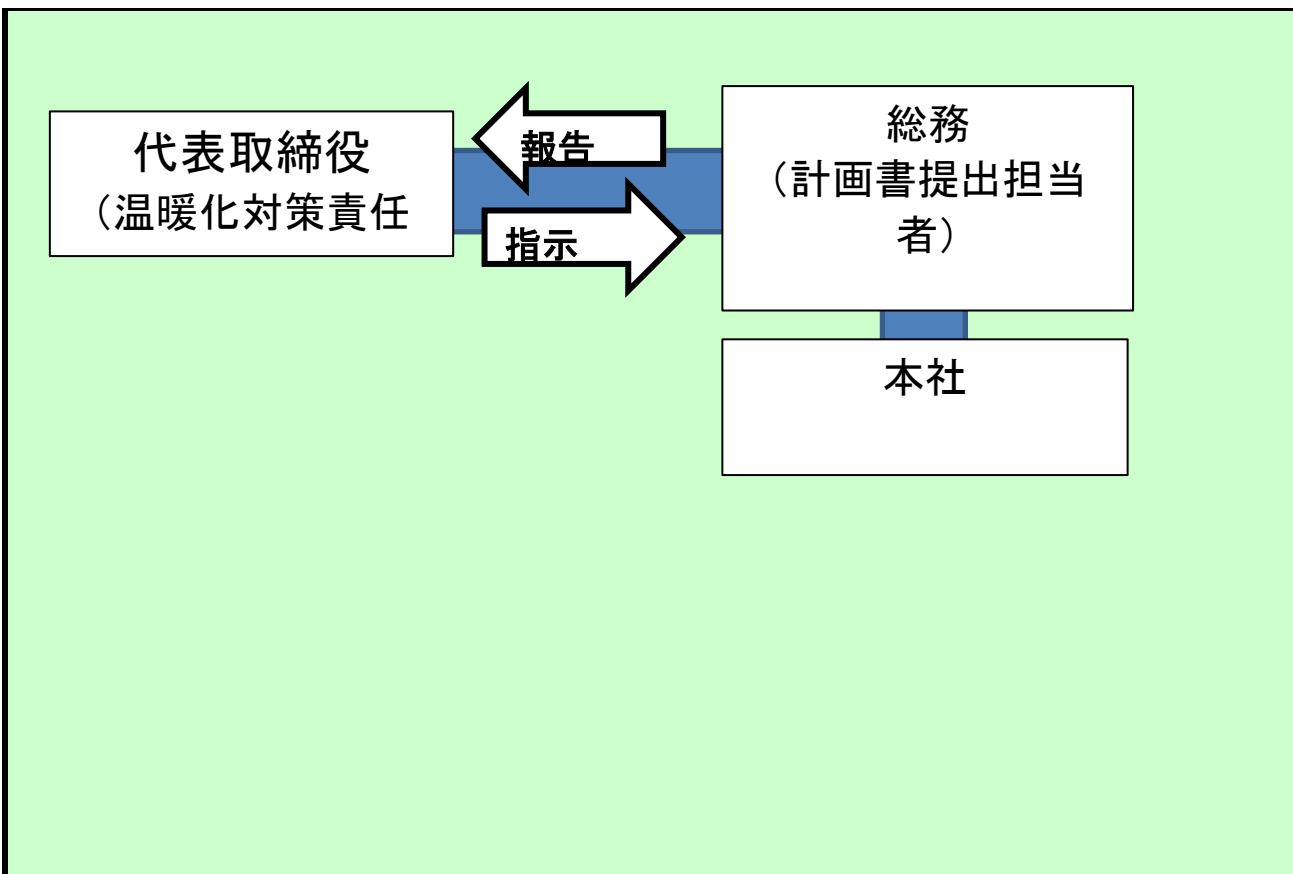 代表取締役
（温暖化対策責任
報告
指示
総務
（計画書提出担当
者）
本社